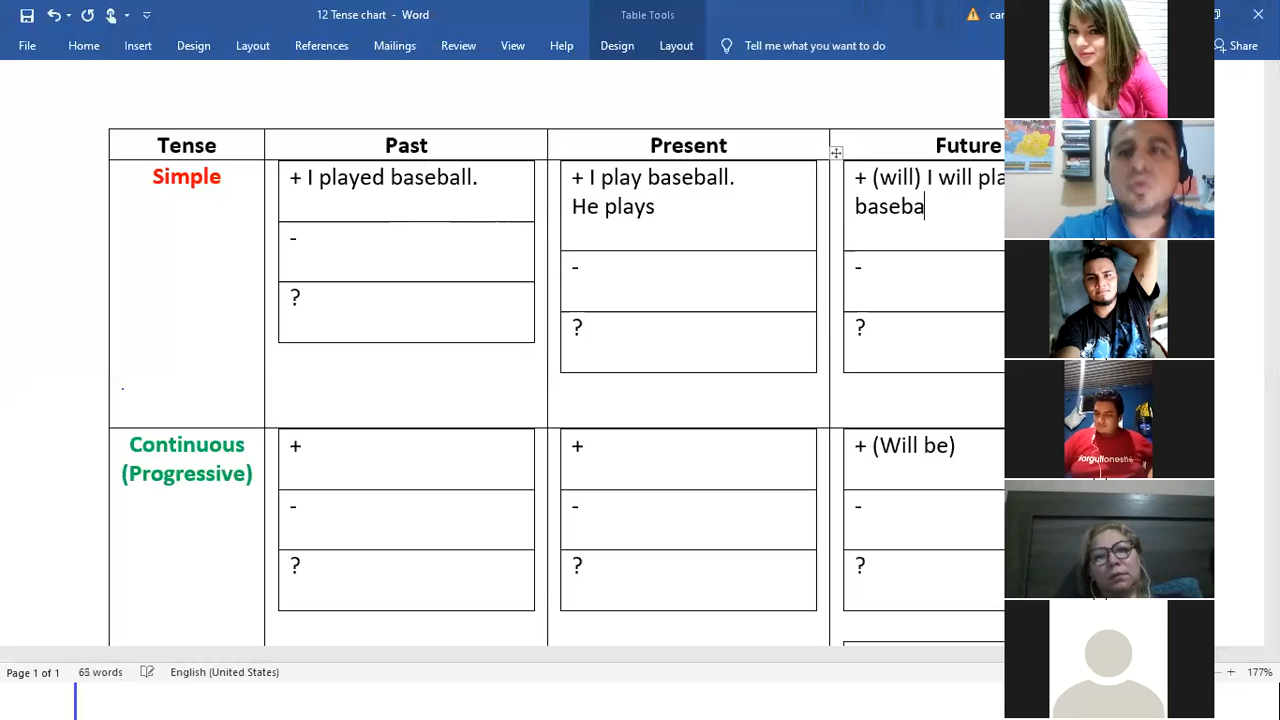 12 Tense chart - Word
Table Tools
File Home Insert Design Layout References View Help Design Layout Tell me what you want to do Share
Tense Past Present Future
Simple
+ I played baseball.
-
?
+ I play baseball.
He plays
-
?
+ (will) I will pla
baseba
-
?
Continuous
(Progressive)
+
-
?
+
-
?
+ (Will be)
-
?
#orgullonestlé
Page 1 of 1 65 words English (United States) 177%